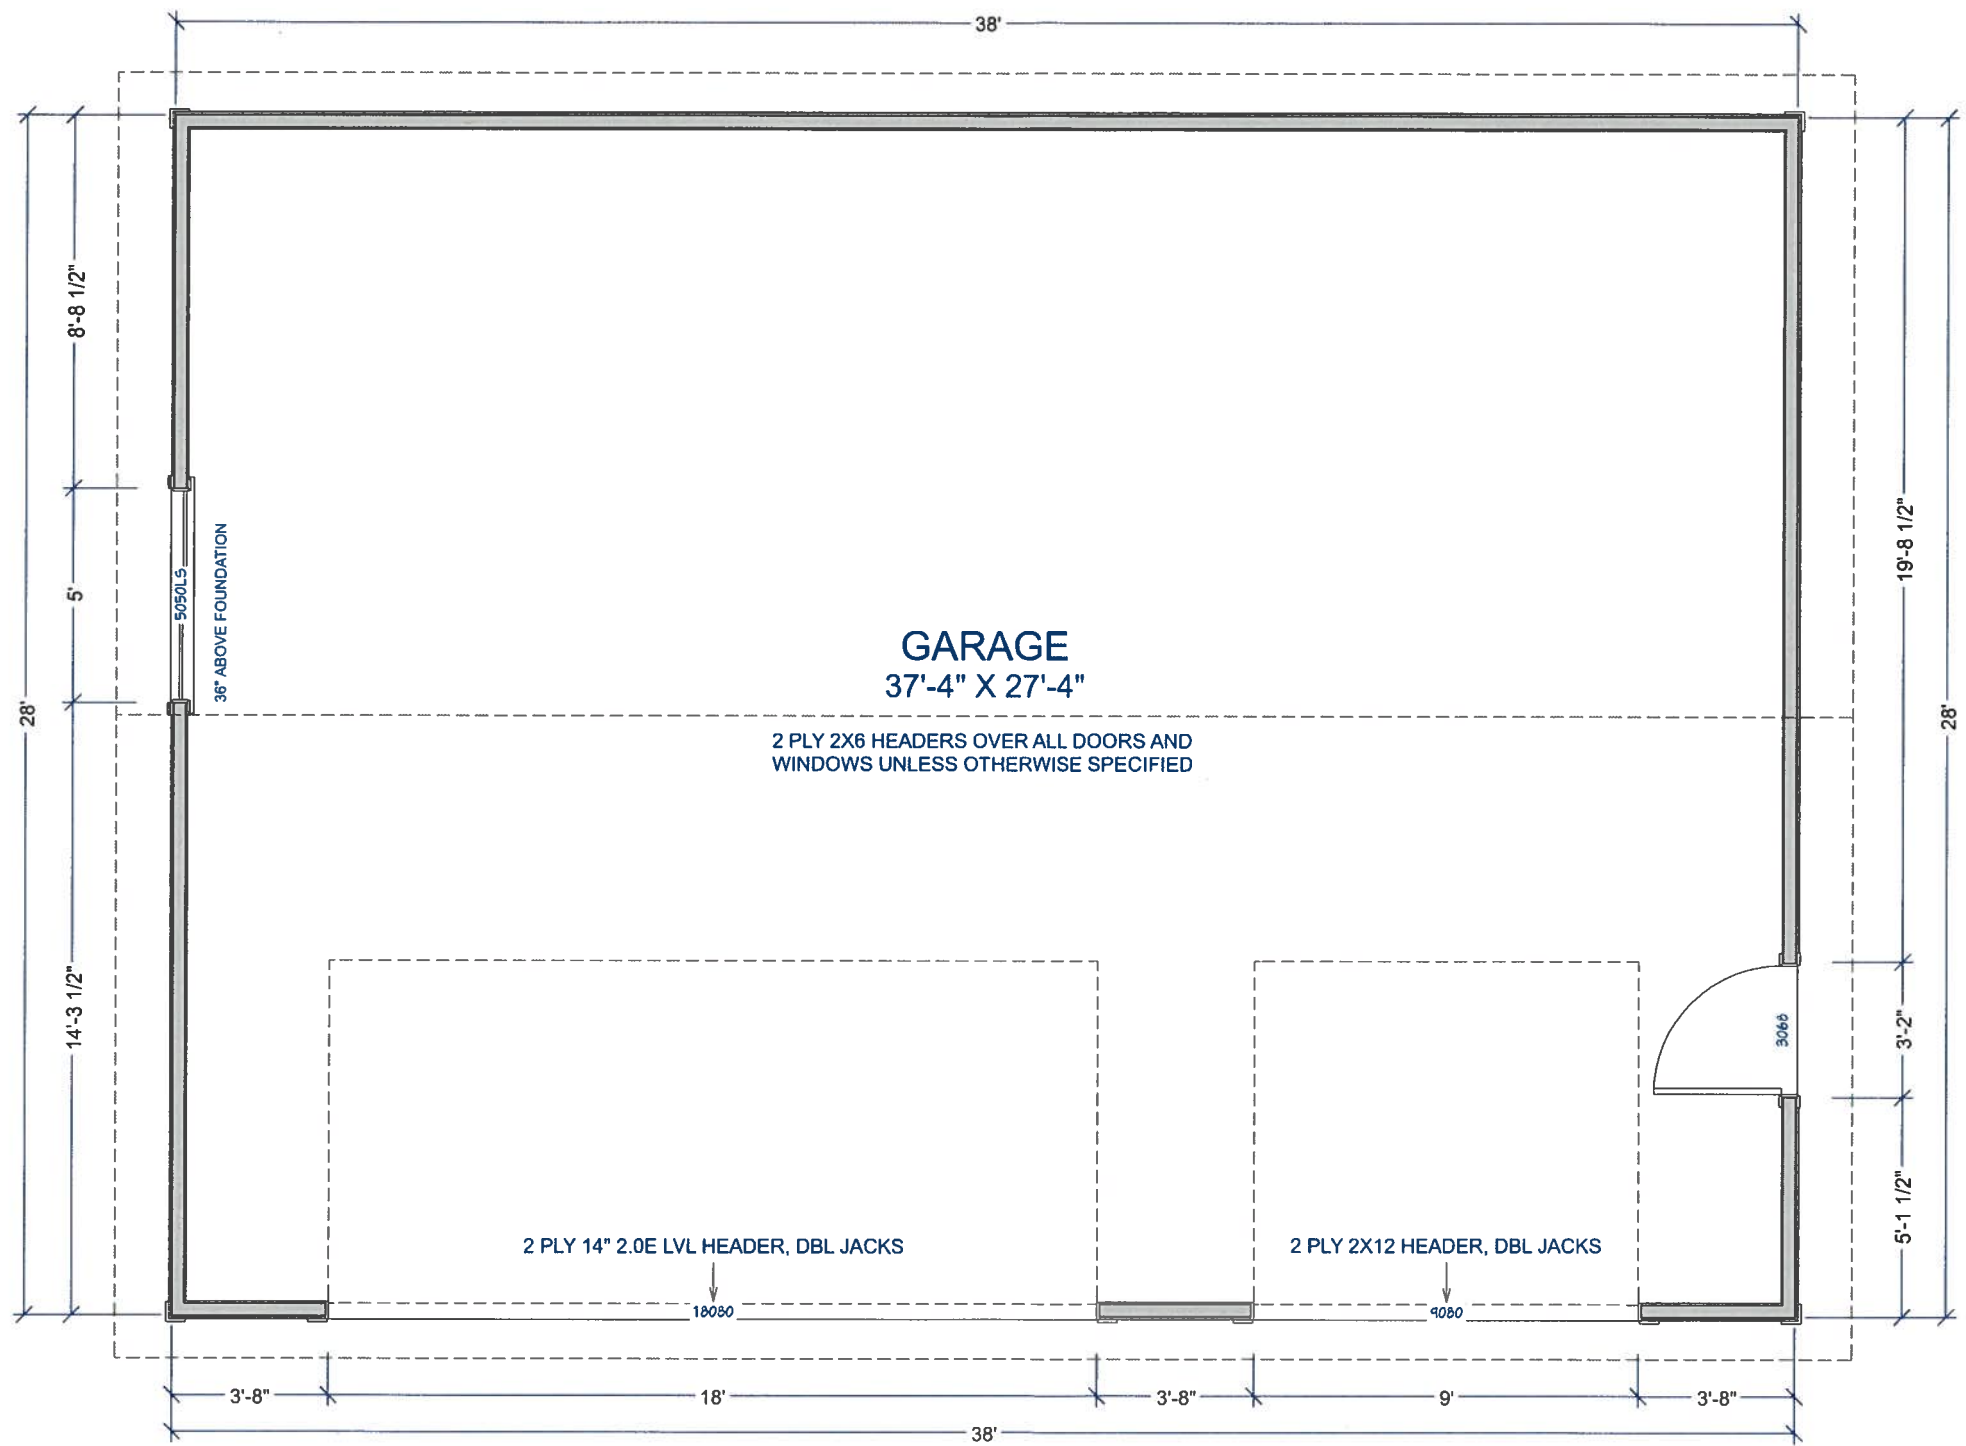 38'
8'-8 1/2"
5'
14'-3 1/2"
28'
5050LS
36" ABOVE FOUNDATION
GARAGE
37'-4" X 27'-4"
2 PLY 2X6 HEADERS OVER ALL DOORS AND
WINDOWS UNLESS OTHERWISE SPECIFIED
19'-8 1/2"
28'
3068
3'-2"
5'-1 1/2"
2 PLY 14" 2.0E LVL HEADER, DBL JACKS
2 PLY 2X12 HEADER, DBL JACKS
18080
9080
3'-8"
18'
3'-8"
9'
3'-8"
38'